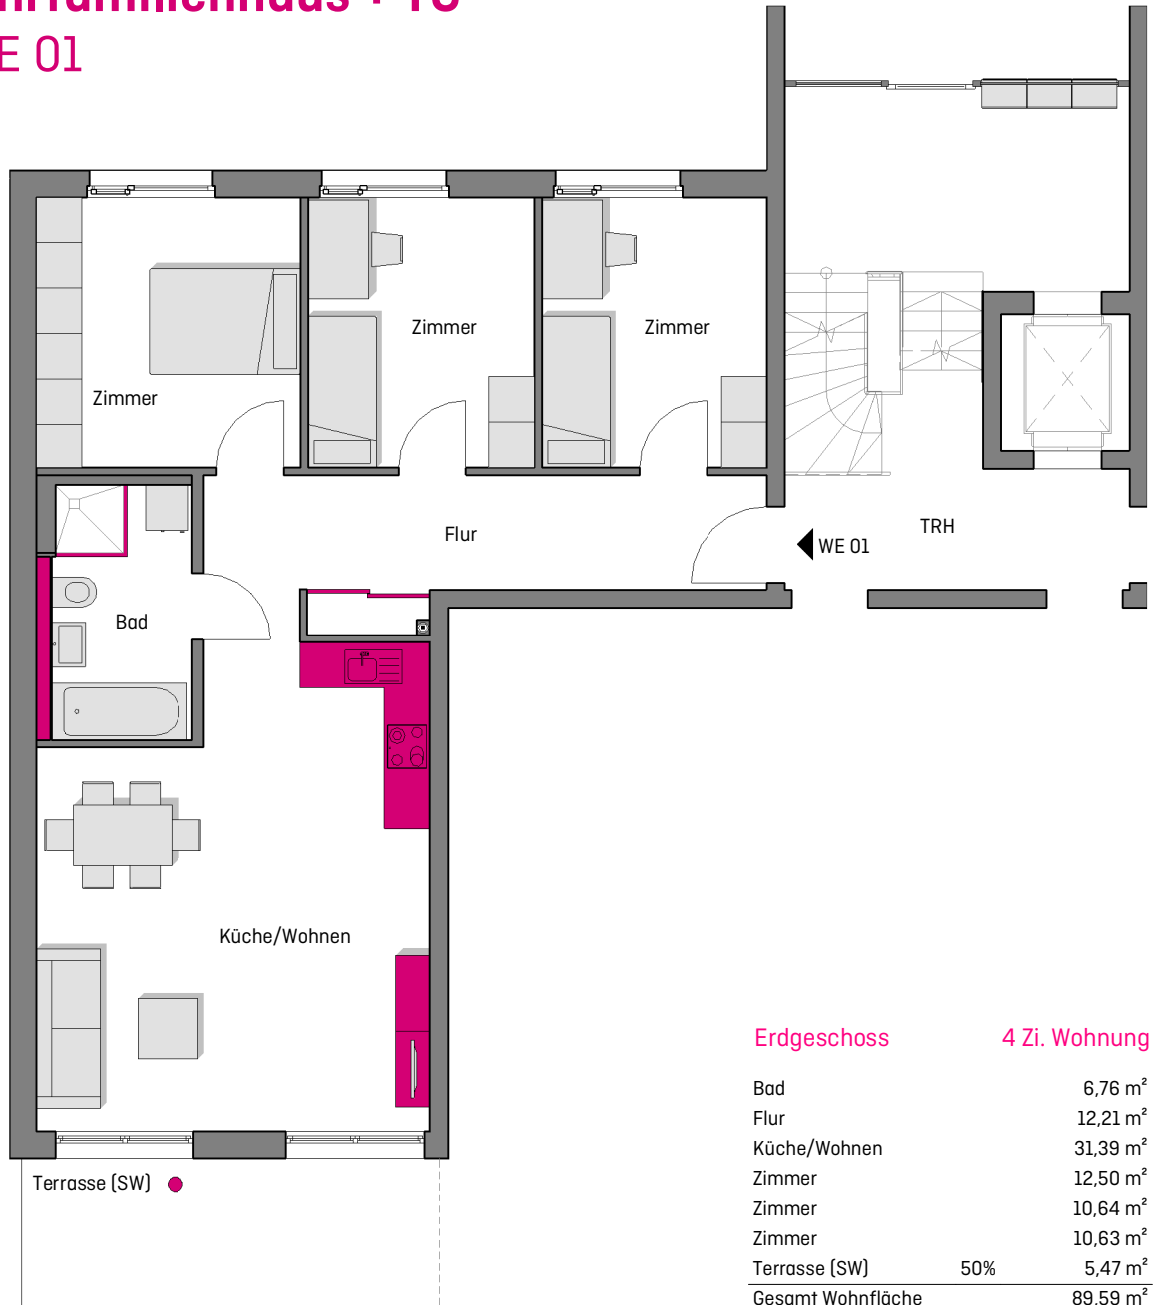 E 01
Zimmer
Zimmer
Zimmer
Flur
TRH
WE 01
Bad
Küche/Wohnen
Terrasse (SW)
Erdgeschoss 4 Zi. Wohnung
Bad 6,76 m²
Flur 12,21 m²
Küche/Wohnen 31,39 m²
Zimmer 12,50 m²
Zimmer 10,64 m²
Zimmer 10,63 m²
Terrasse (SW) 50% 5,47 m²
Gesamt Wohnfläche 89,59 m²